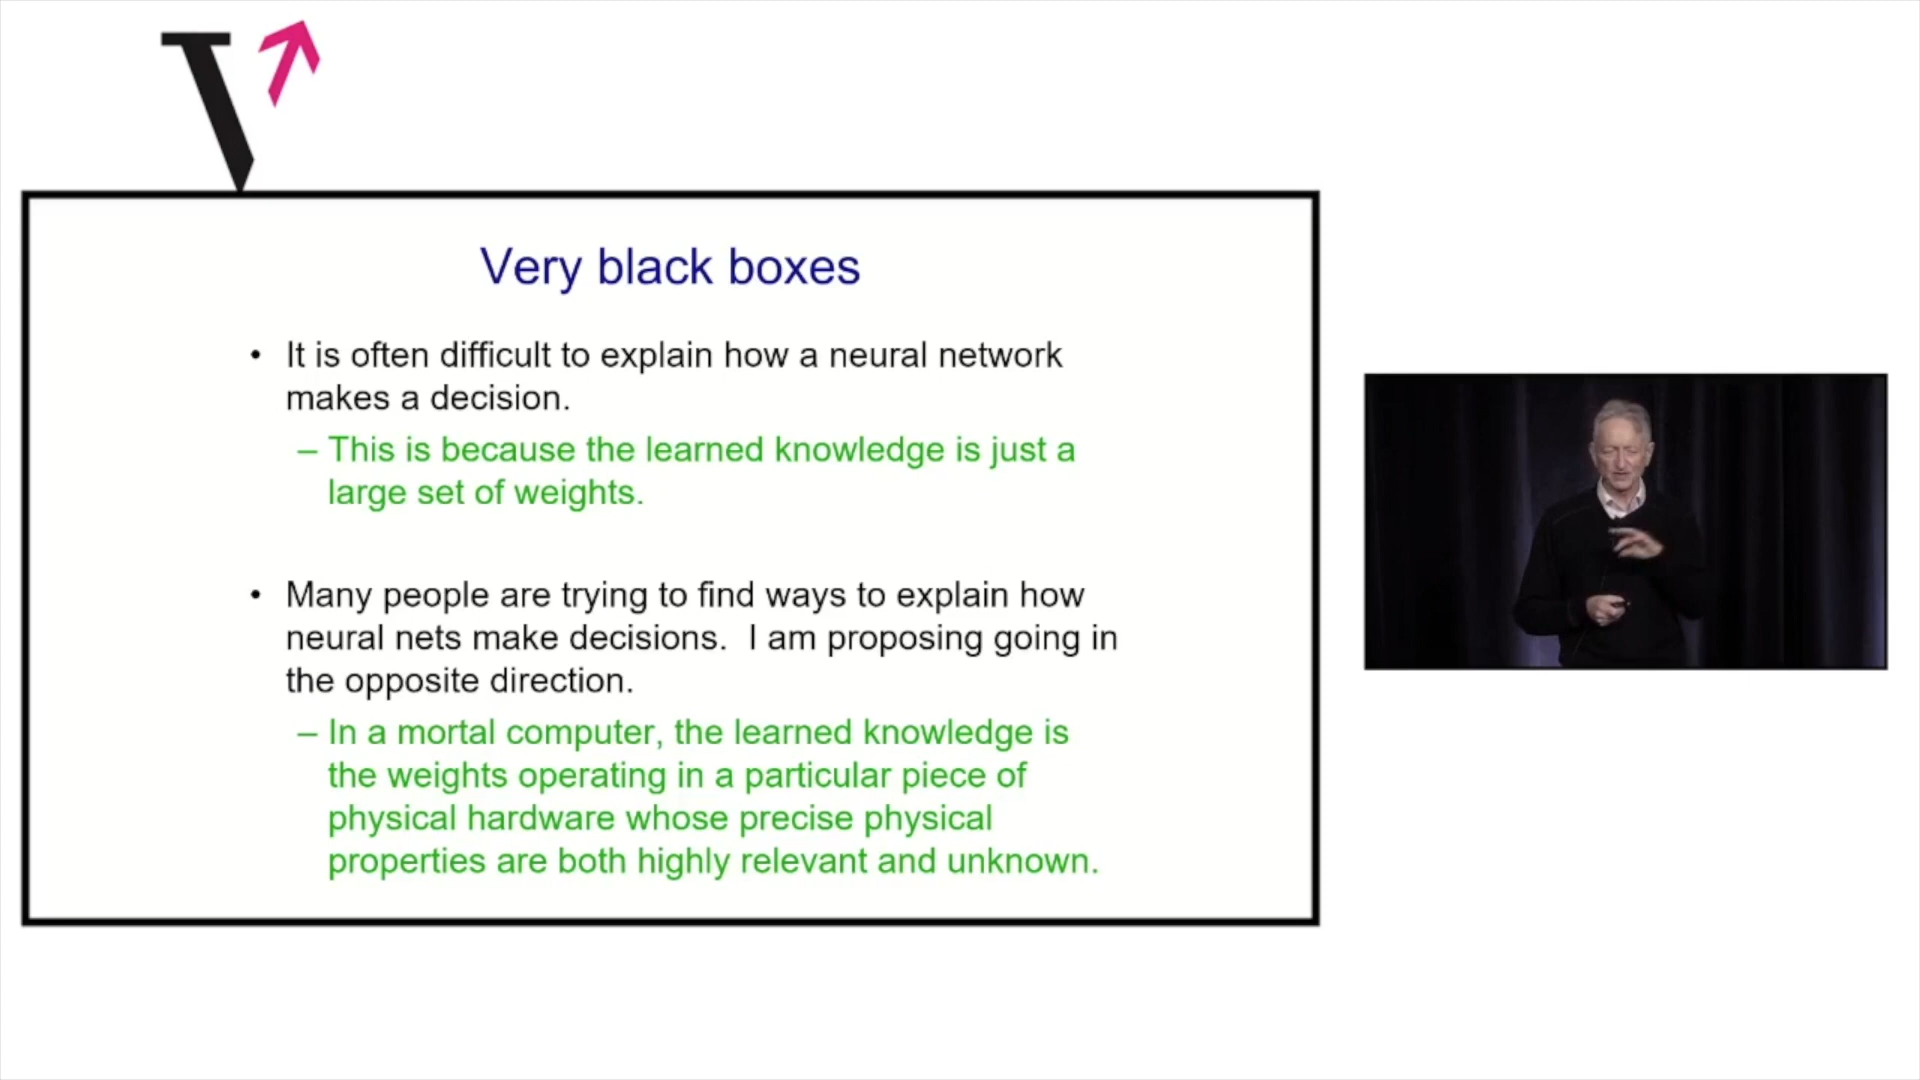 Very black boxes
• It is often difficult to explain how a neural network
makes a decision.
– This is because the learned knowledge is just a
large set of weights.
• Many people are trying to find ways to explain how
neural nets make decisions.  I am proposing going in
the opposite direction.
– In a mortal computer, the learned knowledge is
the weights operating in a particular piece of
physical hardware whose precise physical
properties are both highly relevant and unknown.